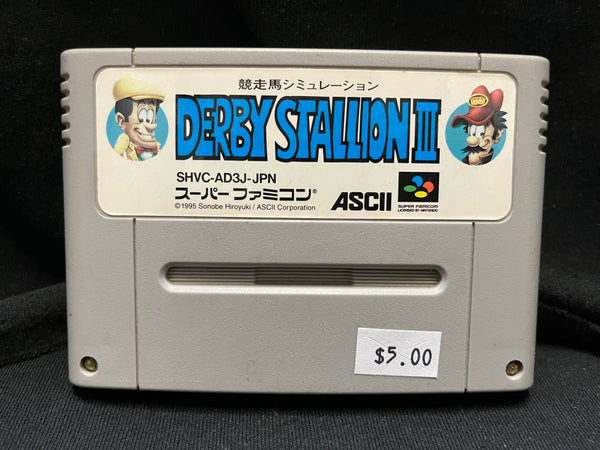 競走馬シミュレーション
DERBY STALLION III
SHVC-AD3J-JPN
スーパーファミコン®
©1995 Sonobe Hiroyuki / ASCII Corporation
ASCII
SUPER FAMICOM
LICENSED BY NINTENDO
$5.00